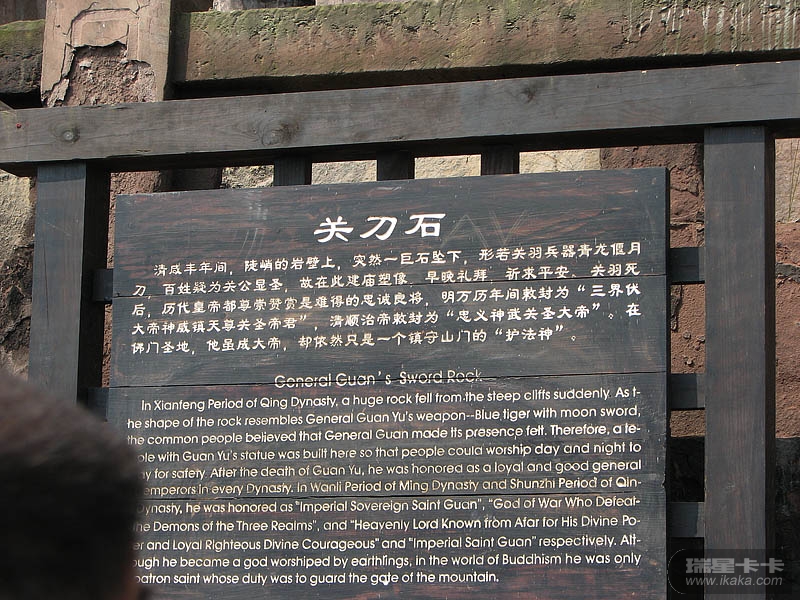 关刀石
清咸丰年间，陡峭的岩壁上，突然一巨石坠下，形若关羽兵器青龙偃月
刀，百姓疑为关公显圣，故在此建庙塑像，早晚礼拜，祈求平安、关羽死
后，历代皇帝都尊崇赞赏是难得的忠诚良将，明万历年间敕封为“三界伏
大帝神威镇天尊关圣帝君”，清顺治帝敕封为“忠义神武关圣大帝”。在
佛门圣地，他虽成大帝，却依然只是一个镇守山门的“护法神”。
General Guan's Sword Rock
In Xianfeng Period of Qing Dynasty, a huge rock fell from the steep cliffs suddenly. As t-
he shape of the rock resembles General Guan Yu's weapon--Blue tiger with moon sword,
the common people believed that General Guan made its presence felt. Therefore, a te-
ple with Guan Yu's statue was built here so that people could worship day and night to
ay for safety. After the death of Guan Yu, he was honored as a loyal and good general
emperors in every Dynasty. In Wanli Period of Ming Dynasty and Shunzhi Period of Qin-
Dynasty, he was honored as "Imperial Sovereign Saint Guan", "God of War Who Defeat-
he Demons of the Three Realms", and "Heavenly Lord Known from Afar for His Divine Po-
er and Loyal Righteous Divine Courageous" and "Imperial Saint Guan" respectively. Alt-
ough he became a god worshiped by earthlings, in the world of Buddhism he was only
patron saint whose duty was to guard the gate of the mountain.
瑞星卡卡
www.ikaka.com